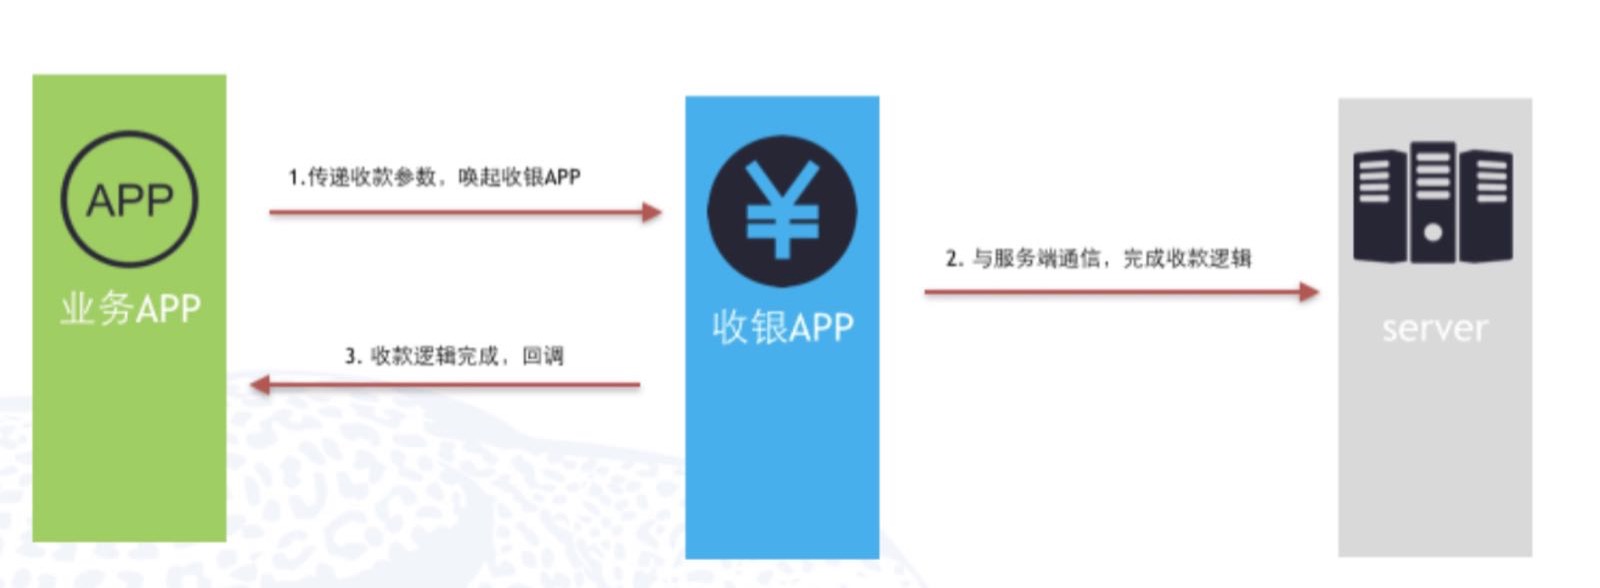 APP
业务APP
1.传递收款参数，唤起收银APP
3. 收款逻辑完成，回调
¥
收银APP
2. 与服务端通信，完成收款逻辑
server